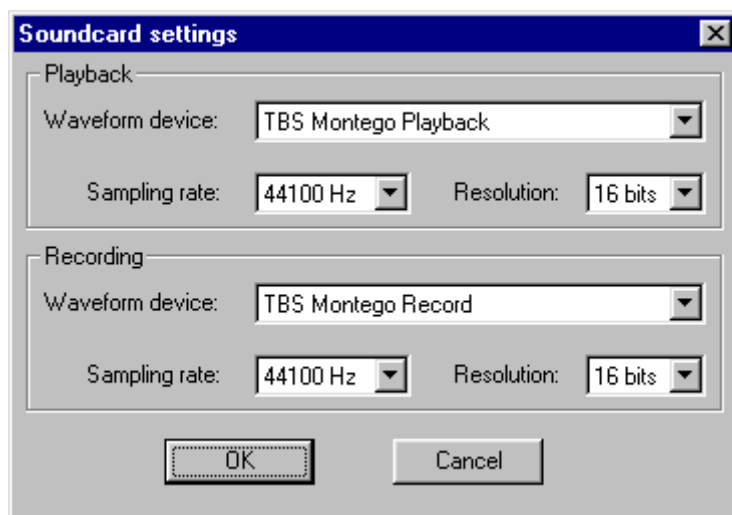 Soundcard settings
Playback
Waveform device: TBS Montego Playback
Sampling rate: 44100 Hz Resolution: 16 bits
Recording
Waveform device: TBS Montego Record
Sampling rate: 44100 Hz Resolution: 16 bits
OK Cancel